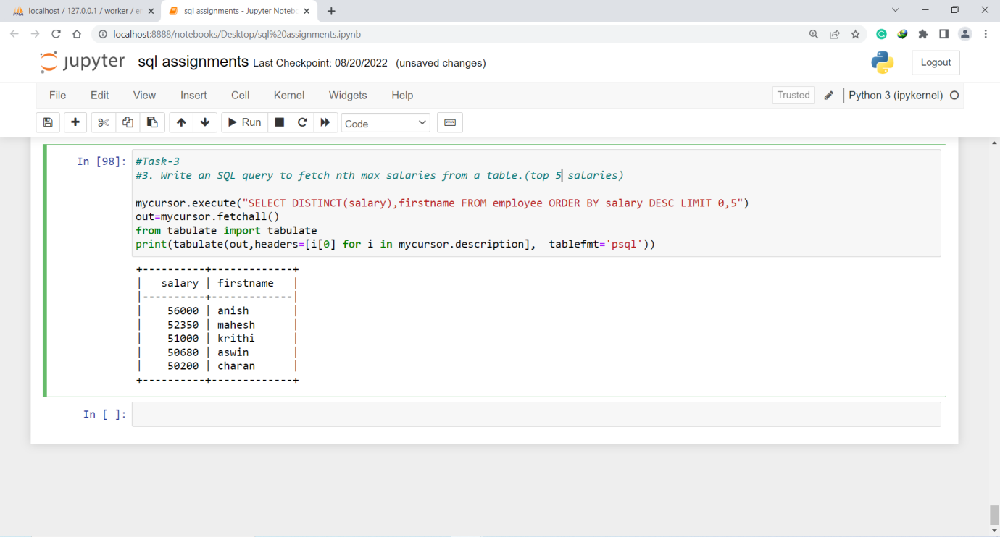 localhost / 127.0.0.1 / worker /
sql assignments - Jupyter Notebo
localhost:8888/notebooks/Desktop/sql%20assignments.ipynb
jupyter sql assignments Last Checkpoint: 08/20/2022 (unsaved changes)
Logout
File Edit View Insert Cell Kernel Widgets Help
Trusted
Python 3 (ipykernel)
Run
Code
In [98]:
#Task-3
#3. Write an SQL query to fetch nth max salaries from a table.(top 5 salaries)
mycursor.execute("SELECT DISTINCT(salary),firstname FROM employee ORDER BY salary DESC LIMIT 0,5")
out=mycursor.fetchall()
from tabulate import tabulate
print(tabulate(out,headers=[i[0] for i in mycursor.description],  tablefmt='psql'))
+----------+-------------+
|   salary | firstname   |
|----------+-------------|
|    56000 | anish       |
|    52350 | mahesh      |
|    51000 | krithi      |
|    50680 | aswin       |
|    50200 | charan      |
+----------+-------------+
In [ ]: